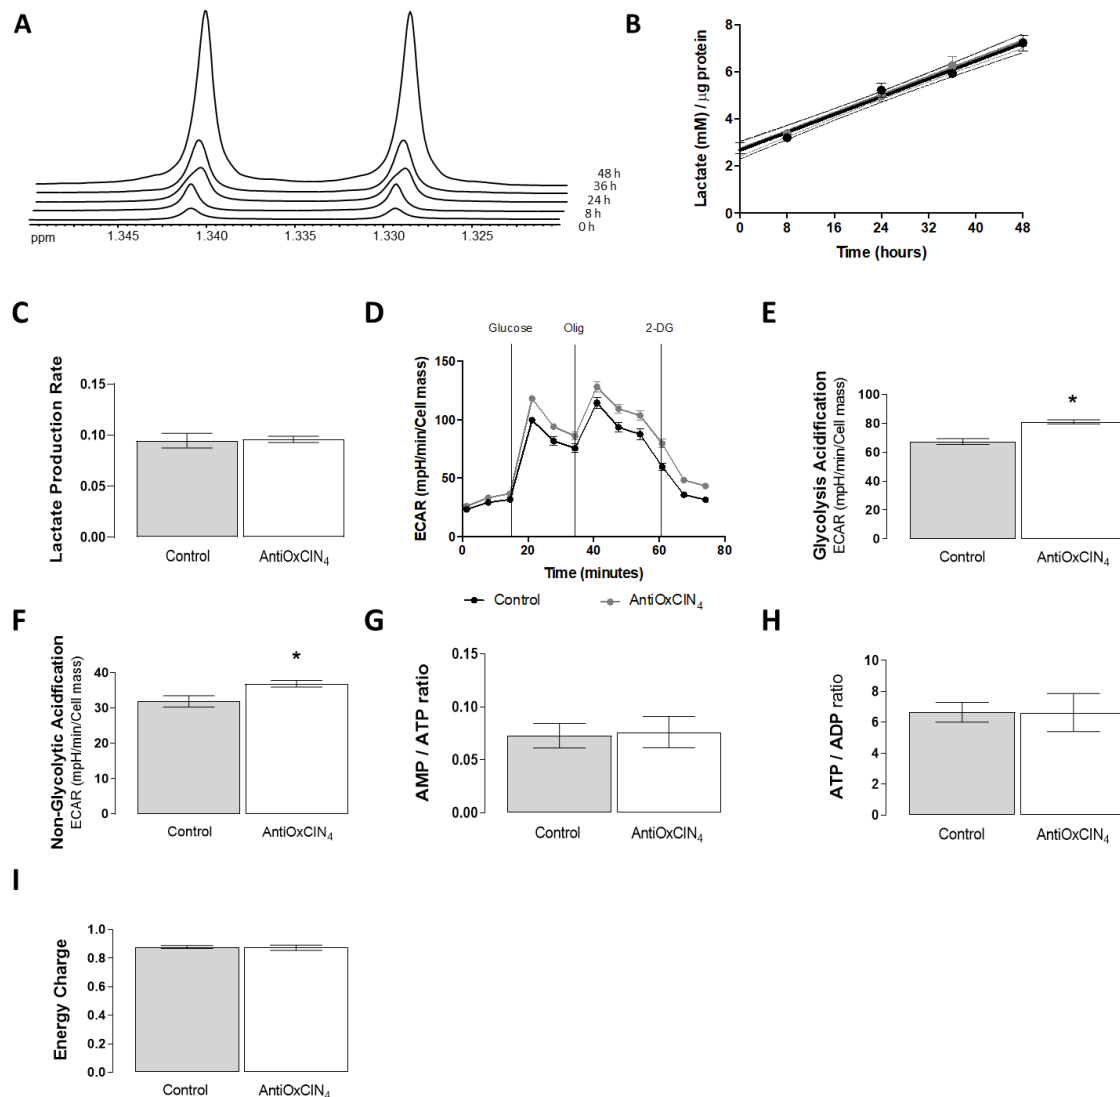 A
48 h
36 h
24 h
8 h
0 h
ppm 1.345 1.340 1.335 1.330 1.325
B
Lactate (mM) / µg protein
8
6
4
2
0
0 8 16 24 32 40 48
Time (hours)
C
Lactate Production Rate
0.15
0.10
0.05
0.00
Control AntiOxCIN₄
D
Glucose Olig 2-DG
ECAR (mpH/min/Cell mass)
150
100
50
0
0 20 40 60 80
Time (minutes)
Control AntiOxCIN₄
E
Glycolysis Acidification
ECAR (mpH/min/Cell mass)
100
80
60
40
20
0
*
Control AntiOxCIN₄
F
Non-Glycolytic Acidfication
ECAR (mpH/min/Cell mass)
40
30
20
10
0
*
Control AntiOxCIN₄
G
AMP / ATP ratio
0.15
0.10
0.05
0.00
Control AntiOxCIN₄
H
ATP / ADP ratio
10
8
6
4
2
0
Control AntiOxCIN₄
I
Energy Charge
1.0
0.8
0.6
0.4
0.2
0.0
Control AntiOxCIN₄